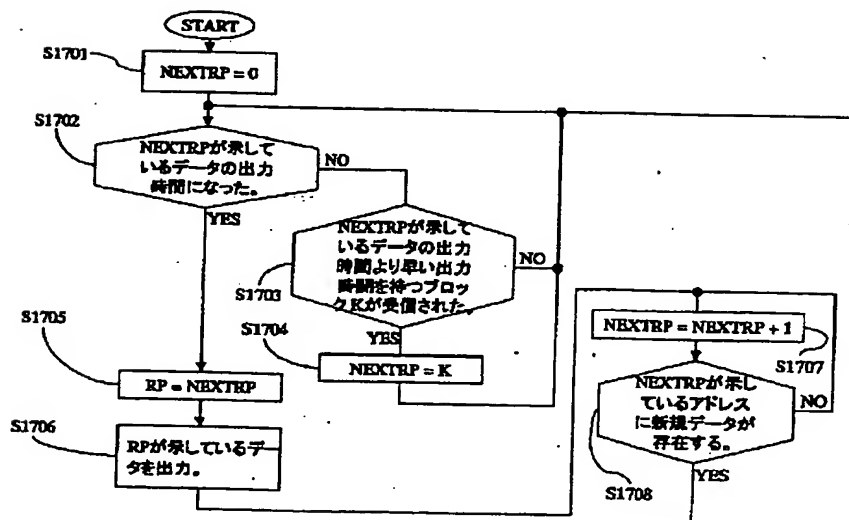 START
S1701
NEXTRP = 0
S1702
NEXTRPが示して
いるデータの出力
時間になった。
NO
YES
NEXTRPが示して
いるデータの出力
時間より早い出力
時間を持つブロッ
クKが受信された。
NO
S1703
YES
S1704
NEXTRP = K
S1705
RP = NEXTRP
S1706
RPが示しているデー
タを出力。
NEXTRP = NEXTRP + 1
S1707
NEXTRPが示し
ているアドレス
に新規データが
存在する。
NO
S1708
YES